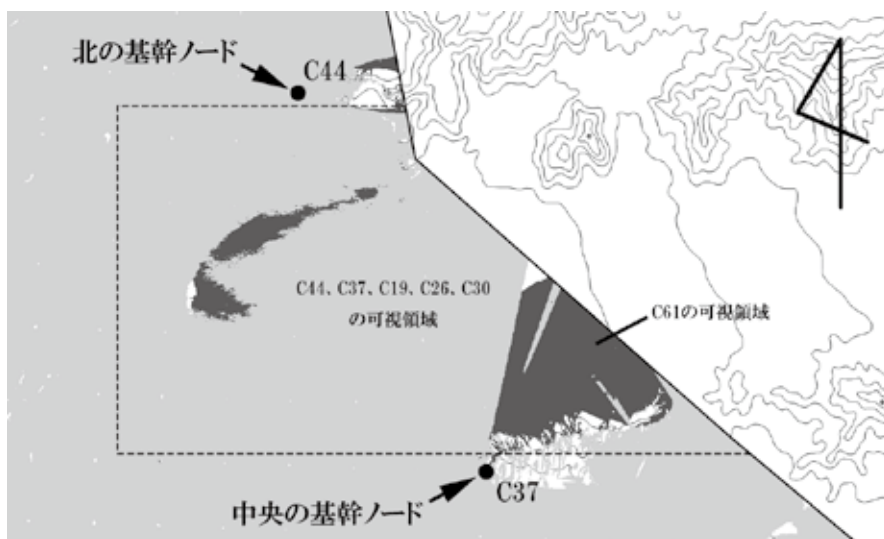 北の基幹ノード
C44
C44、C37、C19、C26、C30
の可視領域
C61の可視領域
C37
中央の基幹ノード